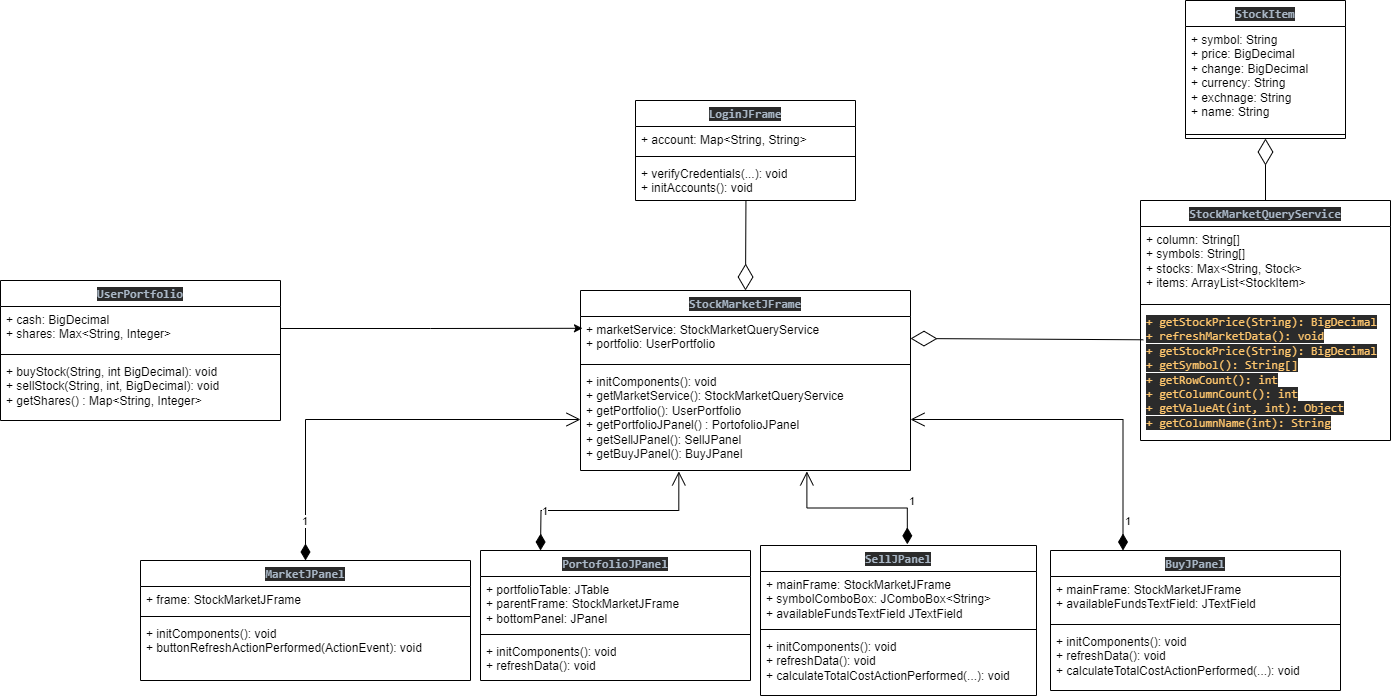 StockItem
+ symbol: String
+ price: BigDecimal
+ change: BigDecimal
+ currency: String
+ exchnage: String
+ name: String
LoginJFrame
+ account: Map<String, String>
+ verifyCredentials(...): void
+ initAccounts(): void
StockMarketQueryService
+ column: String[]
+ symbols: String[]
+ stocks: Max<String, Stock>
+ items: ArrayList<StockItem>
+ getStockPrice(String): BigDecimal
+ refreshMarketData(): void
+ getStockPrice(String): BigDecimal
+ getSymbol(): String[]
+ getRowCount(): int
+ getColumnCount(): int
+ getValueAt(int, int): Object
+ getColumnName(int): String
UserPortfolio
+ cash: BigDecimal
+ shares: Max<String, Integer>
+ buyStock(String, int BigDecimal): void
+ sellStock(String, int, BigDecimal): void
+ getShares() : Map<String, Integer>
StockMarketJFrame
+ marketService: StockMarketQueryService
+ portfolio: UserPortfolio
+ initComponents(): void
+ getMarketService(): StockMarketQueryService
+ getPortfolio(): UserPortfolio
+ getPortfolioJPanel() : PortofolioJPanel
+ getSellJPanel(): SellJPanel
+ getBuyJPanel(): BuyJPanel
1
1
1
1
MarketJPanel
+ frame: StockMarketJFrame
+ initComponents(): void
+ buttonRefreshActionPerformed(ActionEvent): void
PortofolioJPanel
+ portfolioTable: JTable
+ parentFrame: StockMarketJFrame
+ bottomPanel: JPanel
+ initComponents(): void
+ refreshData(): void
SellJPanel
+ mainFrame: StockMarketJFrame
+ symbolComboBox: JComboBox<String>
+ availableFundsTextField JTextField
+ initComponents(): void
+ refreshData(): void
+ calculateTotalCostActionPerformed(...): void
BuyJPanel
+ mainFrame: StockMarketJFrame
+ availableFundsTextField: JTextField
+ initComponents(): void
+ refreshData(): void
+ calculateTotalCostActionPerformed(...): void